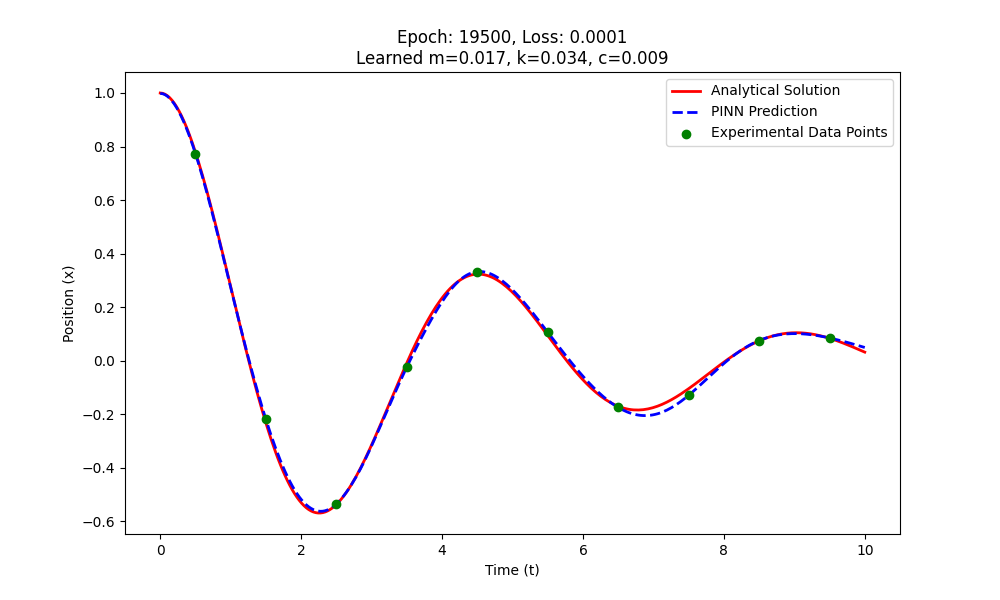 Epoch: 19500, Loss: 0.0001
Learned m=0.017, k=0.034, c=0.009
Analytical Solution
PINN Prediction
Experimental Data Points
1.0
0.8
0.6
0.4
0.2
0.0
−0.2
−0.4
−0.6
Position (x)
0 2 4 6 8 10
Time (t)